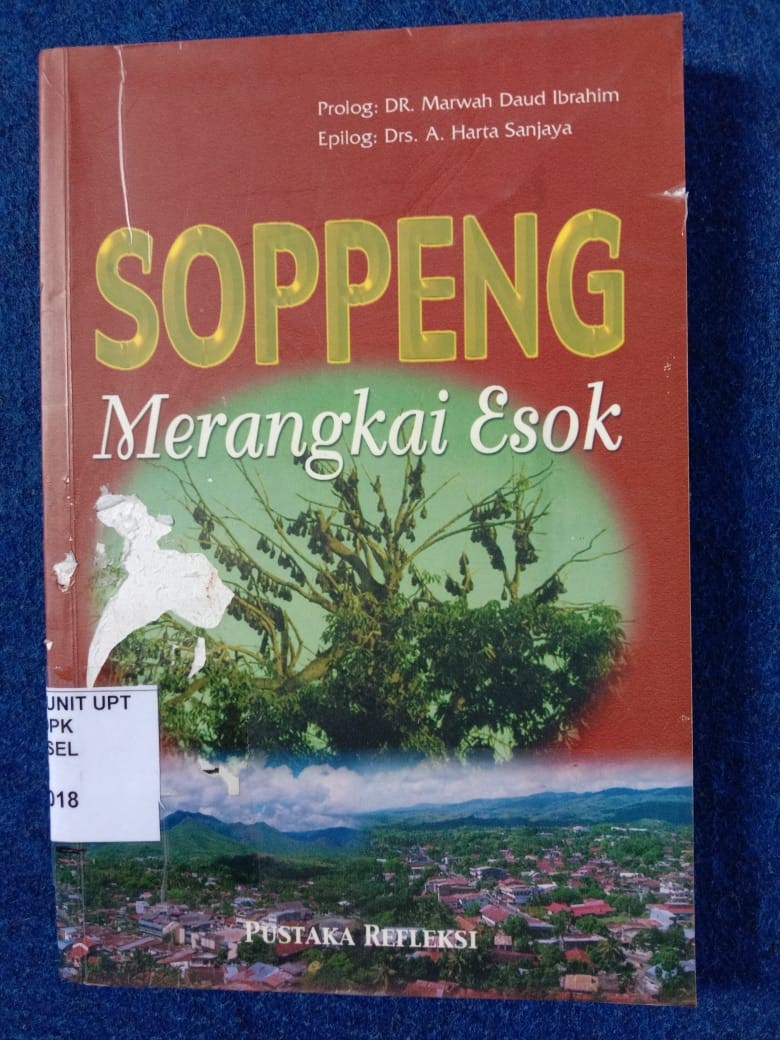 Prolog: DR. Marwah Daud Ibrahim
Epilog: Drs. A. Harta Sanjaya
SOPPENG
Merangkai Esok
UNIT UPT
PK
SEL
018
PUSTAKA REFLEKSI